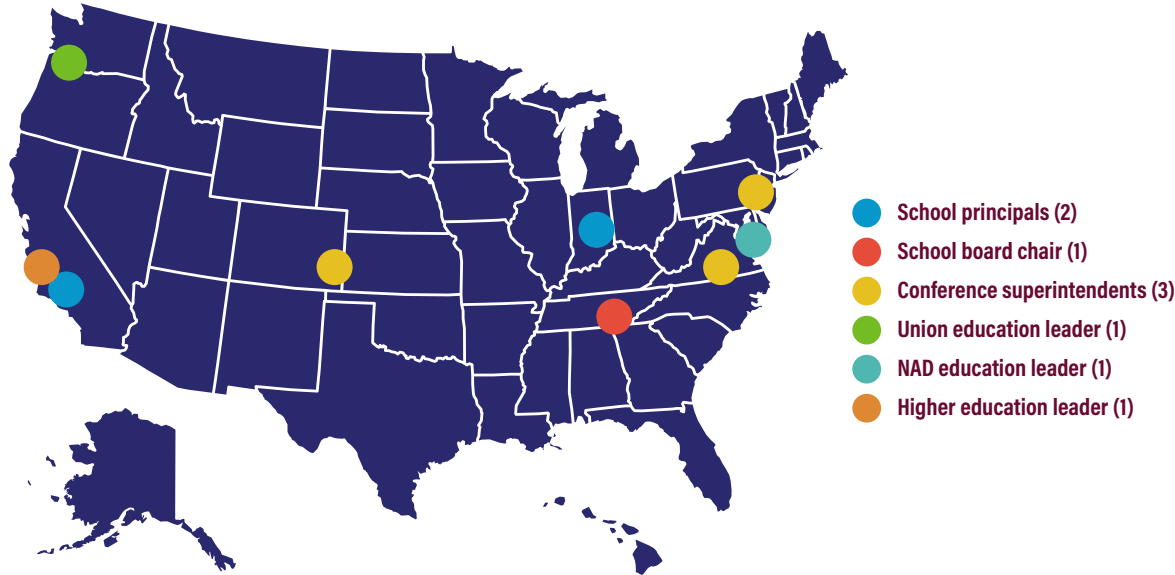 School principals (2)
School board chair (1)
Conference superintendents (3)
Union education leader (1)
NAD education leader (1)
Higher education leader (1)